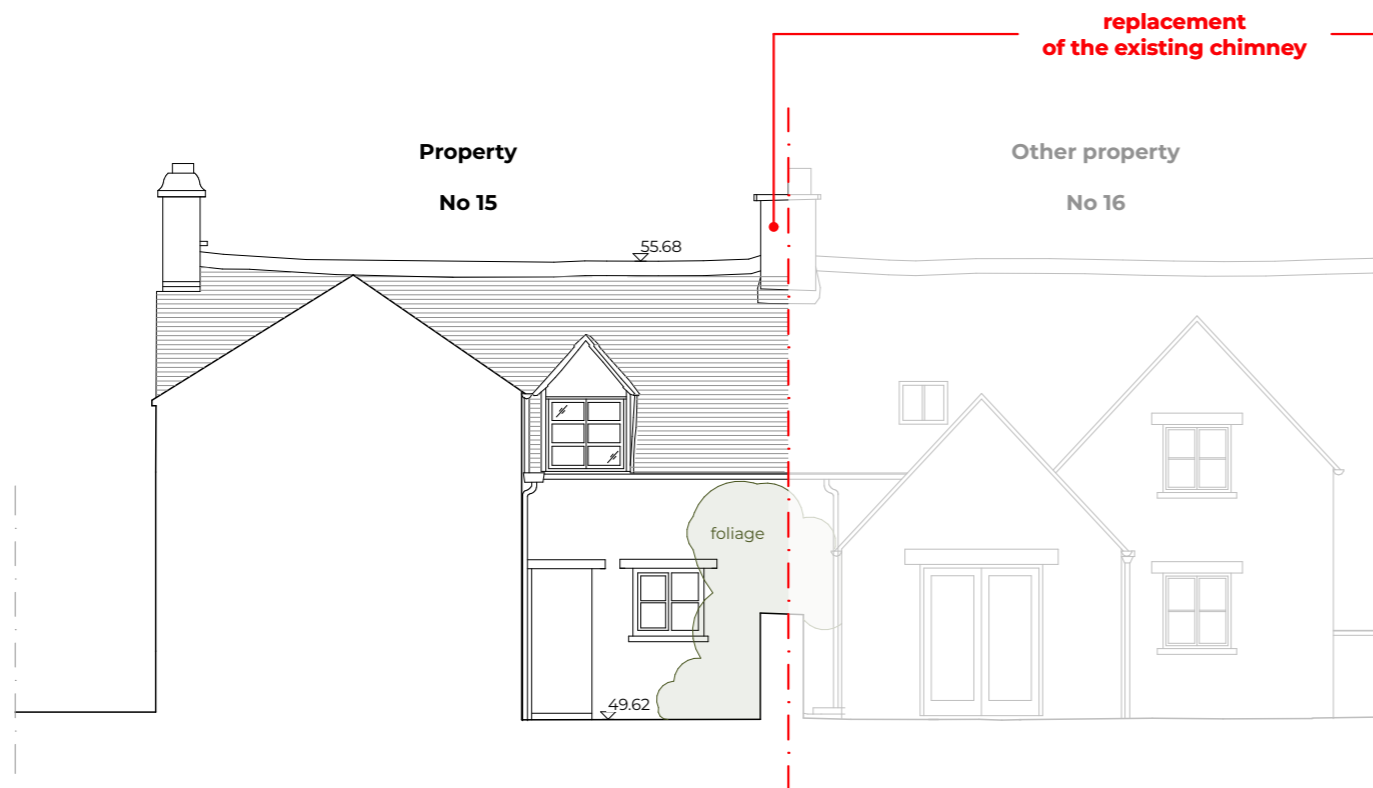 replacement
of the existing chimney
Property
No 15
Other property
No 16
55.68
foliage
49.62